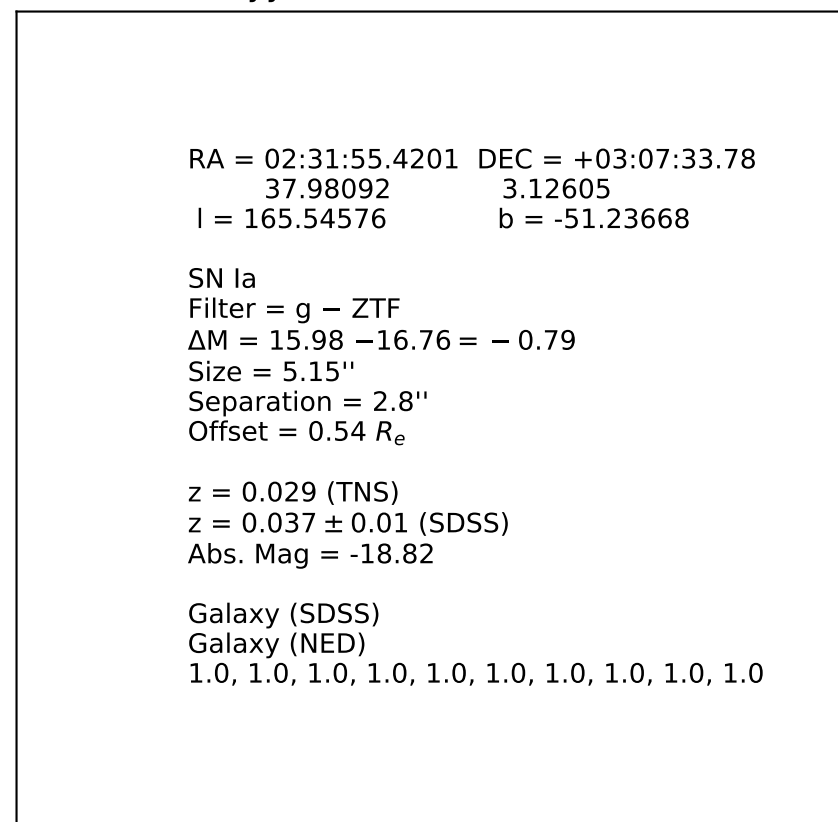 RA = 02:31:55.4201  DEC = +03:07:33.78
37.98092  3.12605
l = 165.54576  b = -51.23668
SN Ia
Filter = g − ZTF
ΔM = 15.98 −16.76 = − 0.79
Size = 5.15''
Separation = 2.8''
Offset = 0.54 Rₑ
z = 0.029 (TNS)
z = 0.037 ± 0.01 (SDSS)
Abs. Mag = -18.82
Galaxy (SDSS)
Galaxy (NED)
1.0, 1.0, 1.0, 1.0, 1.0, 1.0, 1.0, 1.0, 1.0, 1.0